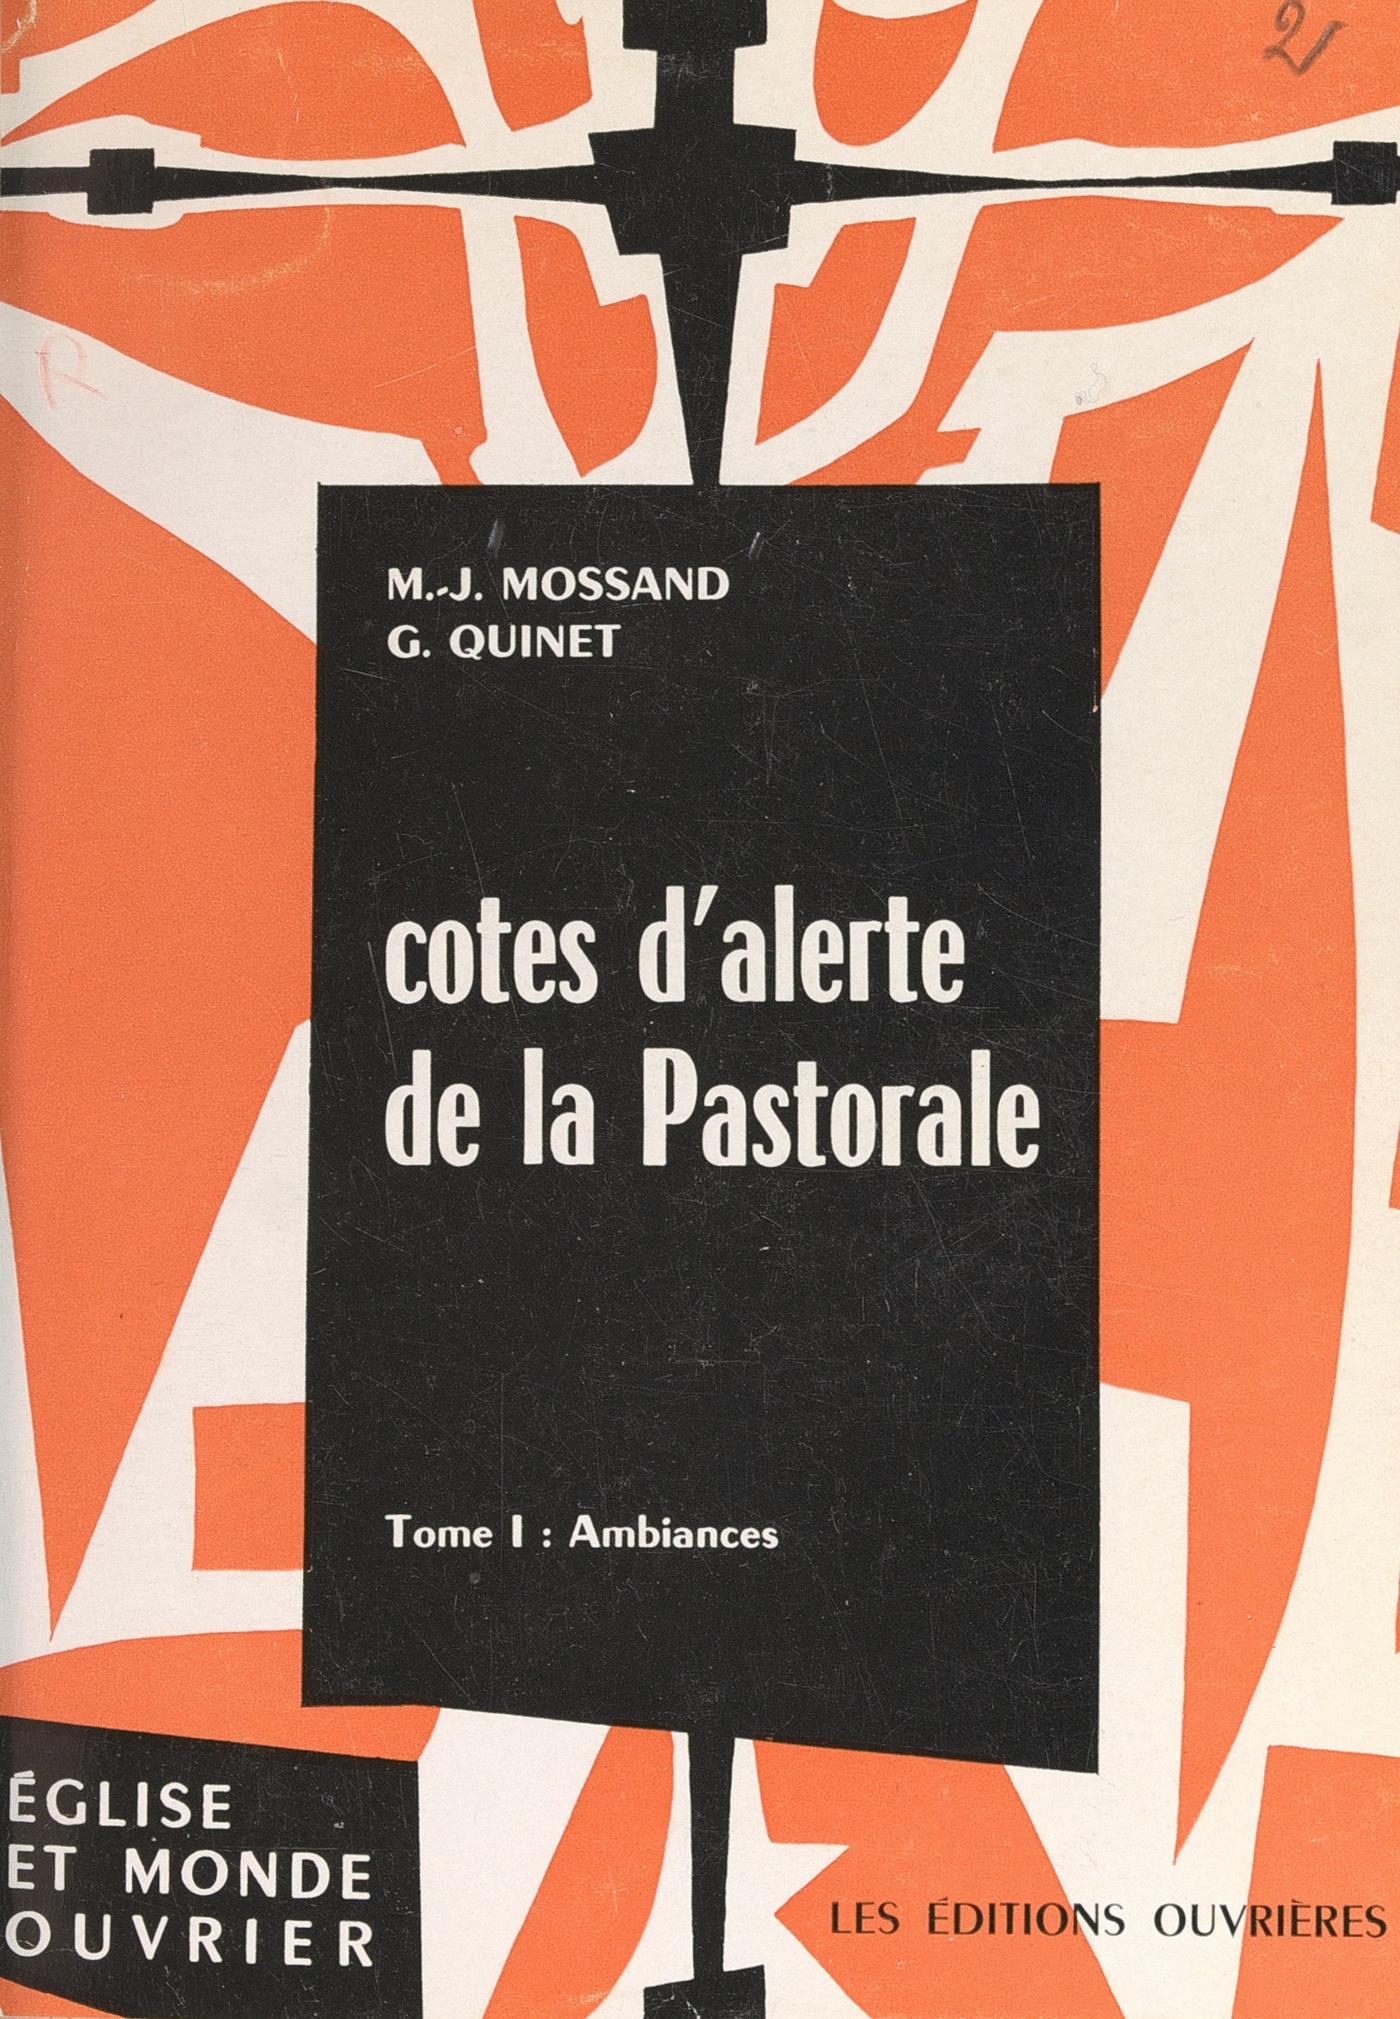 21
R
M.-J. MOSSAND
G. QUINET
cotes d'alerte
de la Pastorale
Tome I : Ambiances
ÉGLISE
ET MONDE
OUVRIER
LES ÉDITIONS OUVRIÈRES